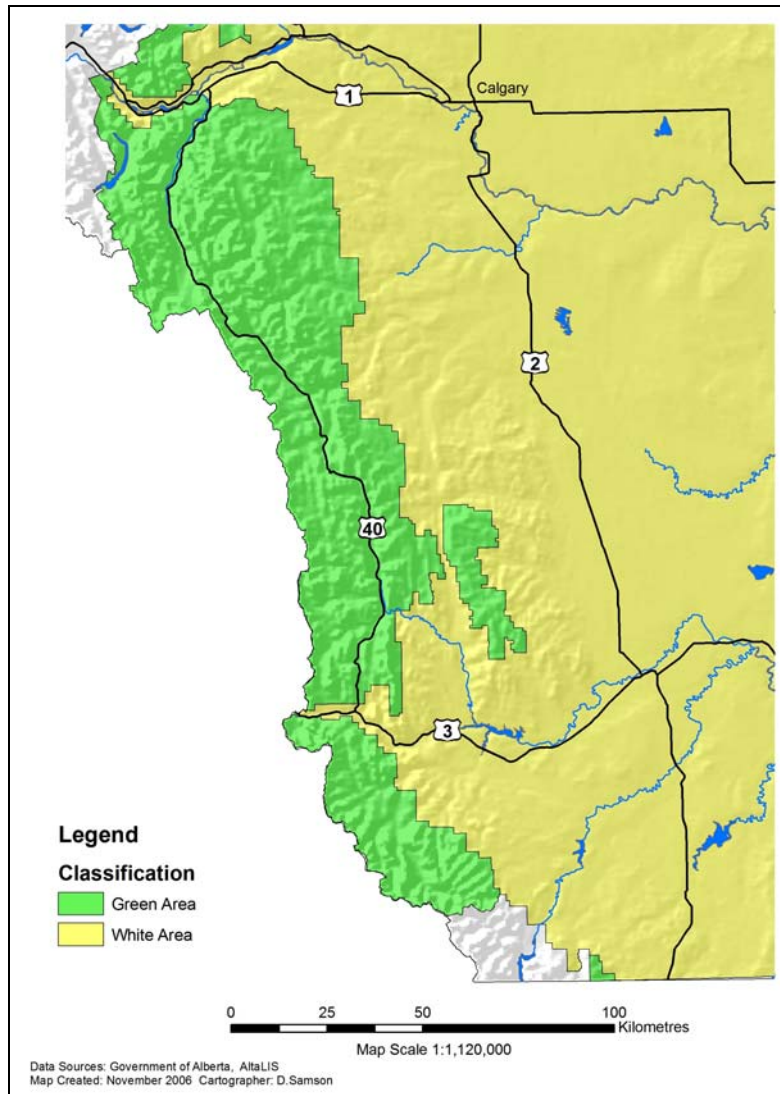 Calgary
1
2
40
3
Legend
Classification
Green Area
White Area
0 25 50 100
Kilometres
Map Scale 1:1,120,000
Data Sources: Government of Alberta, AltaLIS
Map Created: November 2006 Cartographer: D.Samson